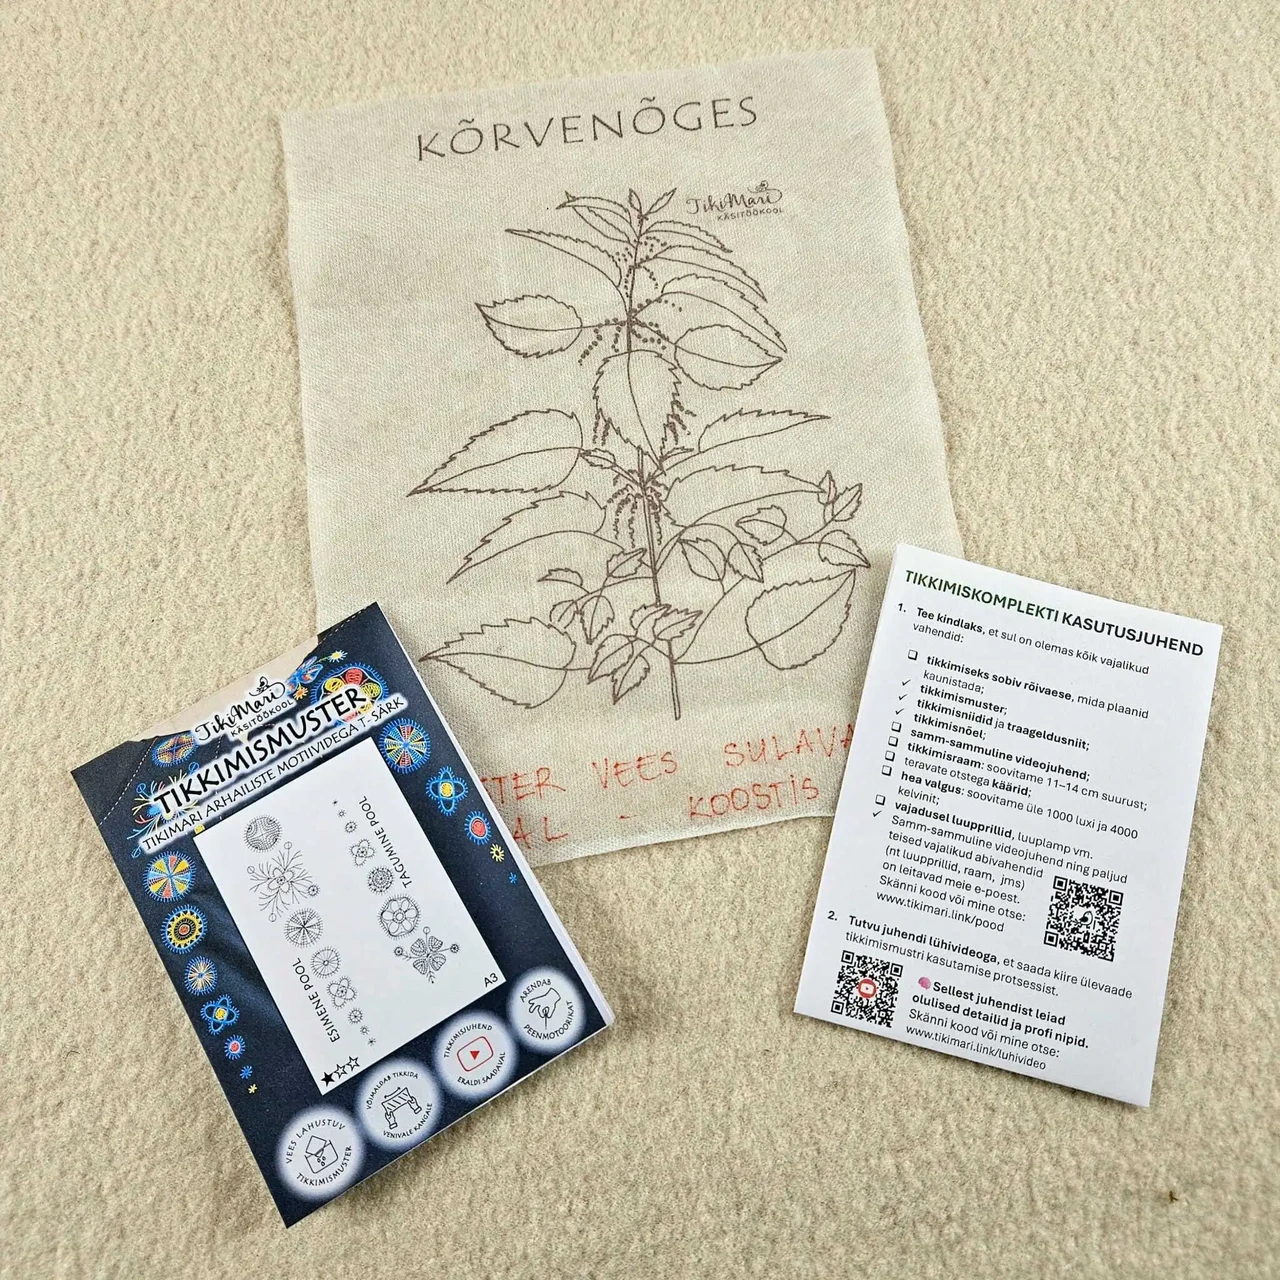 KÕRVENÕGES
TikiMari
KÄSITÖÖKOOL
VEES SULAVA
KOOSTIS
TikiMari
KÄSITÖÖKOOL
TIKKIMISMUSTER
TIKIMARI ARHAILISTE MOTIIVIDEGA T-SÄRK
ESIMENE POOL
TAGUMINE POOL
A3
VEES LAHUSTUV
TIKKIMISMUSTER
VÕIMALDAB TIKKIDA
VENIVALE KANGALE
TIKKIMISJUHEND
ERALDI SAADAVAL
ARENDAB
PEENMOTOORIKAT
TIKKIMISKOMPLEKTI KASUTUSJUHEND
1. Tee kindlaks, et sul on olemas kõik vajalikud
vahendid:
tikkimiseks sobiv rõivaese, mida plaanid
kaunistada;
tikkimismuster;
tikkimisniidid ja traageldusniit;
tikkimisnõel;
samm-sammuline videojuhend;
tikkimisraam: soovitame 11–14 cm suurust;
teravate otstega käärid;
hea valgus: soovitame üle 1000 luxi ja 4000
kelvinit;
vajadusel luupprillid, luuplamp vm.
Samm-sammuline videojuhend ning paljud
teised vajalikud abivahendid
(nt luupprillid, raam, jms)
on leitavad meie e-poest.
Skänni kood või mine otse:
www.tikimari.link/pood
2. Tutvu juhendi lühivideoga, et saada kiire ülevaade
tikkimismustri kasutamise protsessist.
Sellest juhendist leiad
olulised detailid ja profi nipid.
Skänni kood või mine otse:
www.tikimari.link/luhivideo